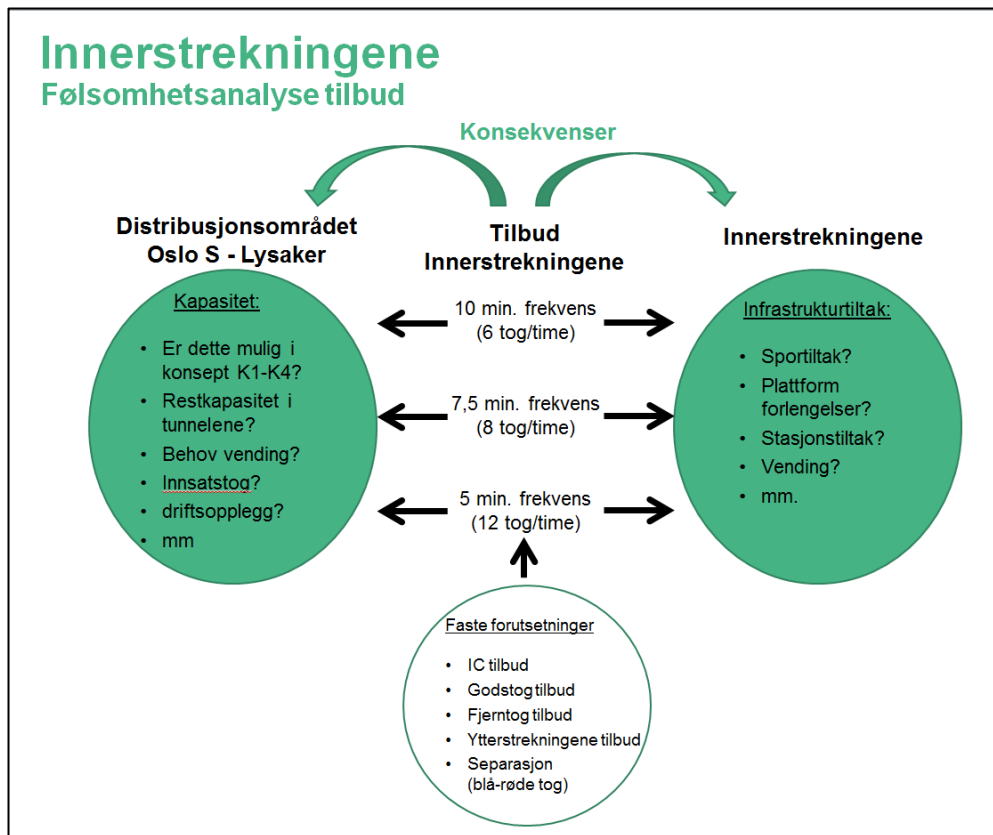 Innerstrekningene
Følsomhetsanalyse tilbud
Konsekvenser
Distribusjonsområdet
Oslo S - Lysaker
Kapasitet:
• Er dette mulig i
konsept K1-K4?
• Restkapasitet i
tunnelene?
• Behov vending?
• Innsatstog?
• driftsopplegg?
• mm
Tilbud
Innerstrekningene
10 min. frekvens
(6 tog/time)
7,5 min. frekvens
(8 tog/time)
5 min. frekvens
(12 tog/time)
Innerstrekningene
Infrastrukturtiltak:
• Sportiltak?
• Plattform
forlengelser?
• Stasjonstiltak?
• Vending?
• mm.
Faste forutsetninger
• IC tilbud
• Godstog tilbud
• Fjerntog tilbud
• Ytterstrekningene tilbud
• Separasjon
(blå-røde tog)